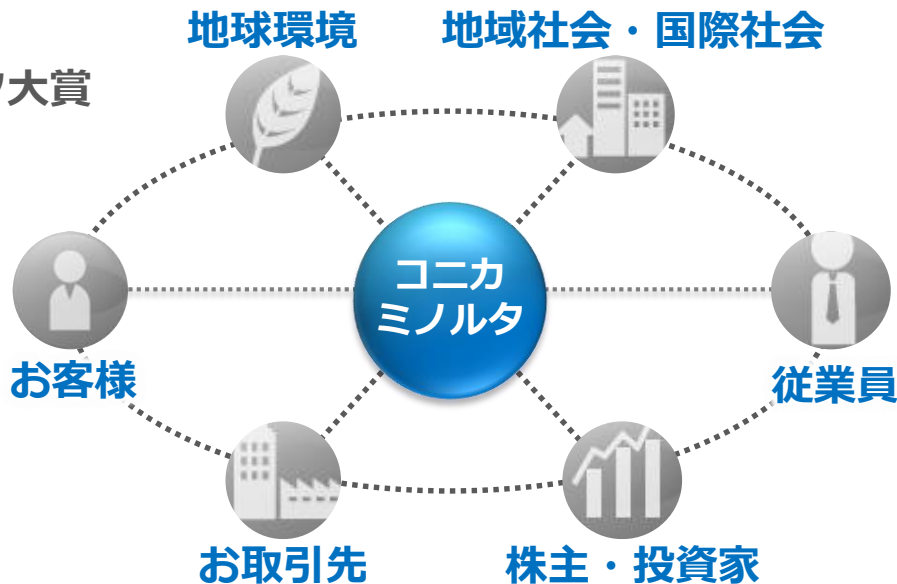 地球環境
地域社会・国際社会
大賞
コニカ
ミノルタ
お客様
従業員
お取引先
株主・投資家